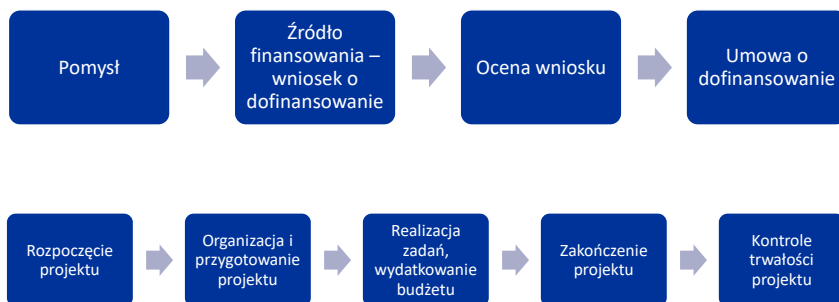 Pomysł
Źródło
finansowania –
wniosek o
dofinansowanie
Ocena wniosku
Umowa o
dofinansowanie
Rozpoczęcie
projektu
Organizacja i
przygotowanie
projektu
Realizacja
zadań,
wydatkowanie
budżetu
Zakończenie
projektu
Kontrole
trwałości
projektu